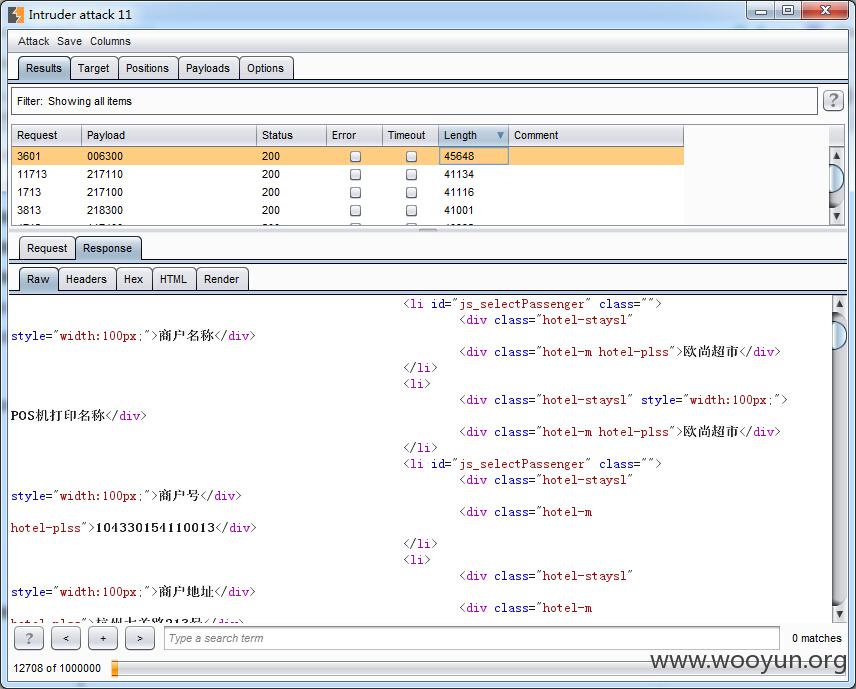 Intruder attack 11
Attack Save Columns
Results Target Positions Payloads Options
Filter: Showing all items ?
Request Payload Status Error Timeout Length Comment
3601 006300 200 45648
11713 217110 200 41134
1713 217100 200 41116
3813 218300 200 41001
Request Response
Raw Headers Hex HTML Render
<li id="js_selectPassenger" class="">
<div class="hotel-staysl"
style="width:100px;">商户名称</div>
<div class="hotel-m hotel-plss">欧尚超市</div>
</li>
<li>
<div class="hotel-staysl" style="width:100px;">
POS机打印名称</div>
<div class="hotel-m hotel-plss">欧尚超市</div>
</li>
<li id="js_selectPassenger" class="">
<div class="hotel-staysl"
style="width:100px;">商户号</div>
<div class="hotel-m
hotel-plss">104330154110013</div>
</li>
<li>
<div class="hotel-staysl"
style="width:100px;">商户地址</div>
<div class="hotel-m
? < + > Type a search term 0 matches
12708 of 1000000
www.wooyun.org